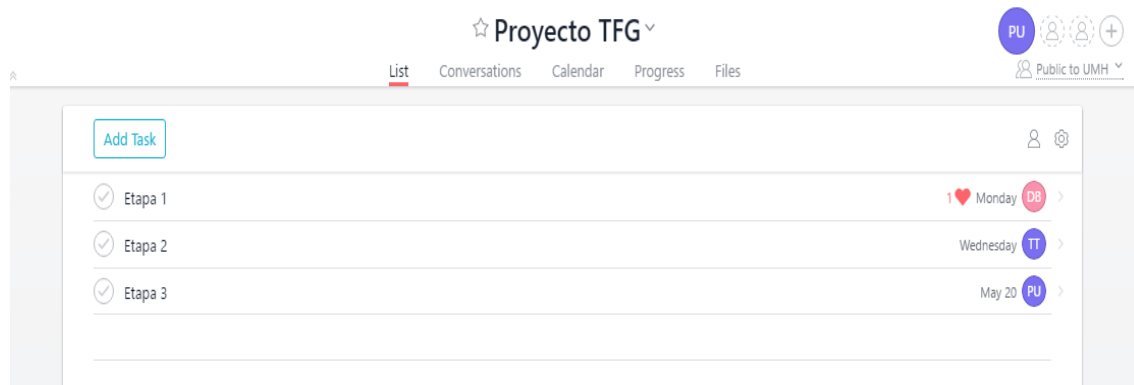 Proyecto TFG
PU
List Conversations Calendar Progress Files
Public to UMH
Add Task
Etapa 1 1 Monday DB
Etapa 2 Wednesday TT
Etapa 3 May 20 PU